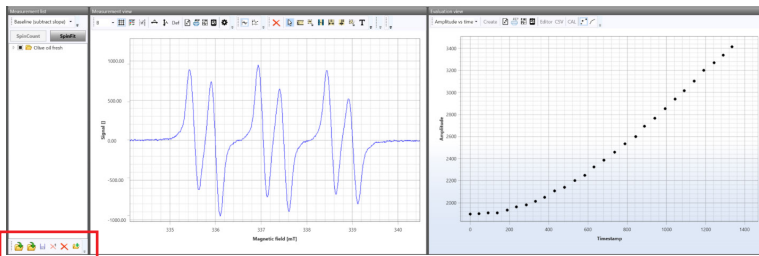 Measurement list
Measurement view
Evaluation view
Baseline (subtract slope)
SpinCount SpinFit
Olive oil fresh
Def
T
Amplitude vs time
Create
Editor CSV CAL
1000.00
500.00
0.00
-500.00
-1000.00
Signal []
335 336 337 338 339 340
Magnetic field [mT]
3400
3200
3000
2800
2600
2400
2200
2000
Amplitude
0 200 400 600 800 1000 1200 1400
Timestamp